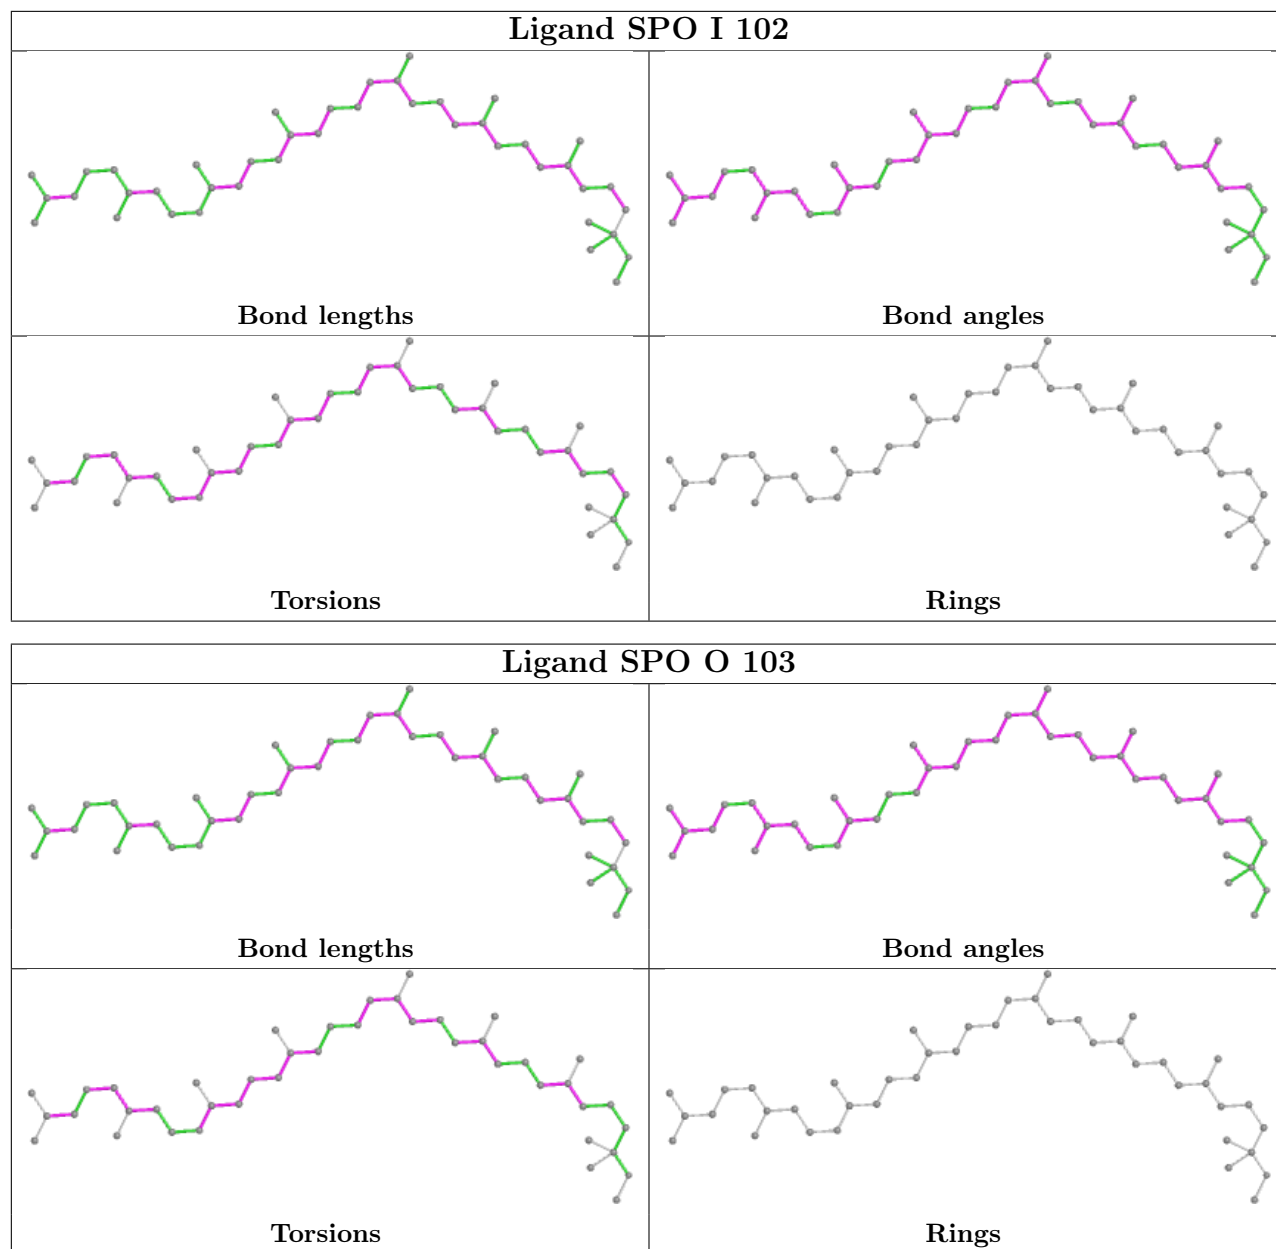 Ligand SPO I 102
Bond lengths
Bond angles
Torsions
Rings
Ligand SPO O 103
Bond lengths
Bond angles
Torsions
Rings